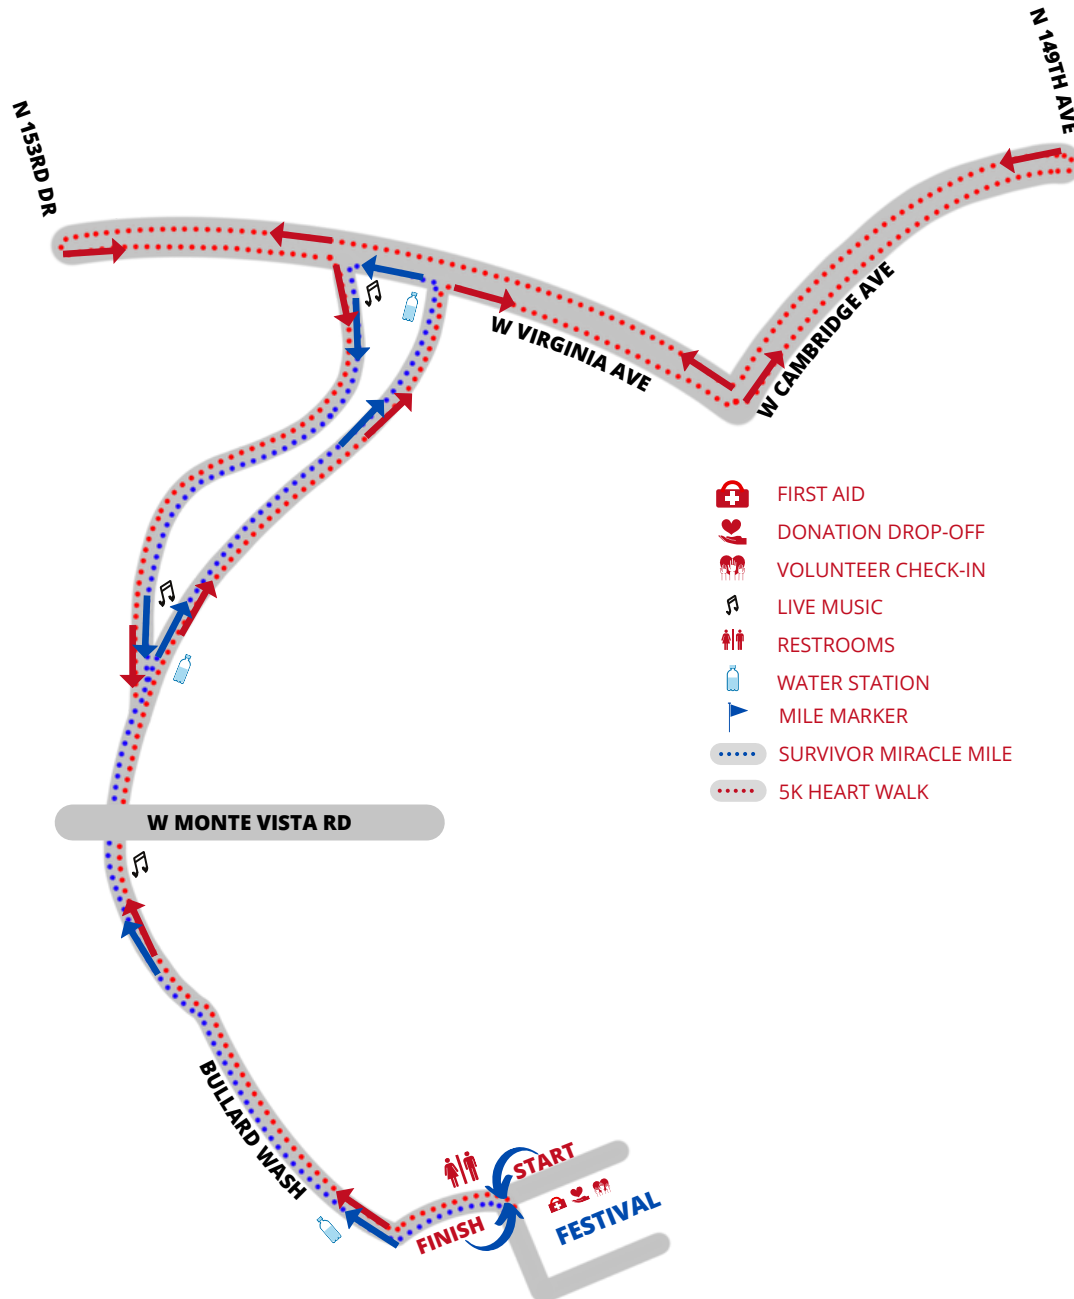 N 149TH AVE
N 153RD DR
W VIRGINIA AVE
W CAMBRIDGE AVE
FIRST AID
DONATION DROP-OFF
VOLUNTEER CHECK-IN
LIVE MUSIC
RESTROOMS
WATER STATION
MILE MARKER
SURVIVOR MIRACLE MILE
5K HEART WALK
W MONTE VISTA RD
BULLARD WASH
START
FINISH
FESTIVAL